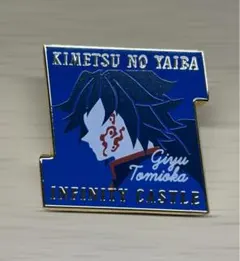 KIMETSU NO YAIBA
Giyu
Tomioka
INFINITY CASTLE